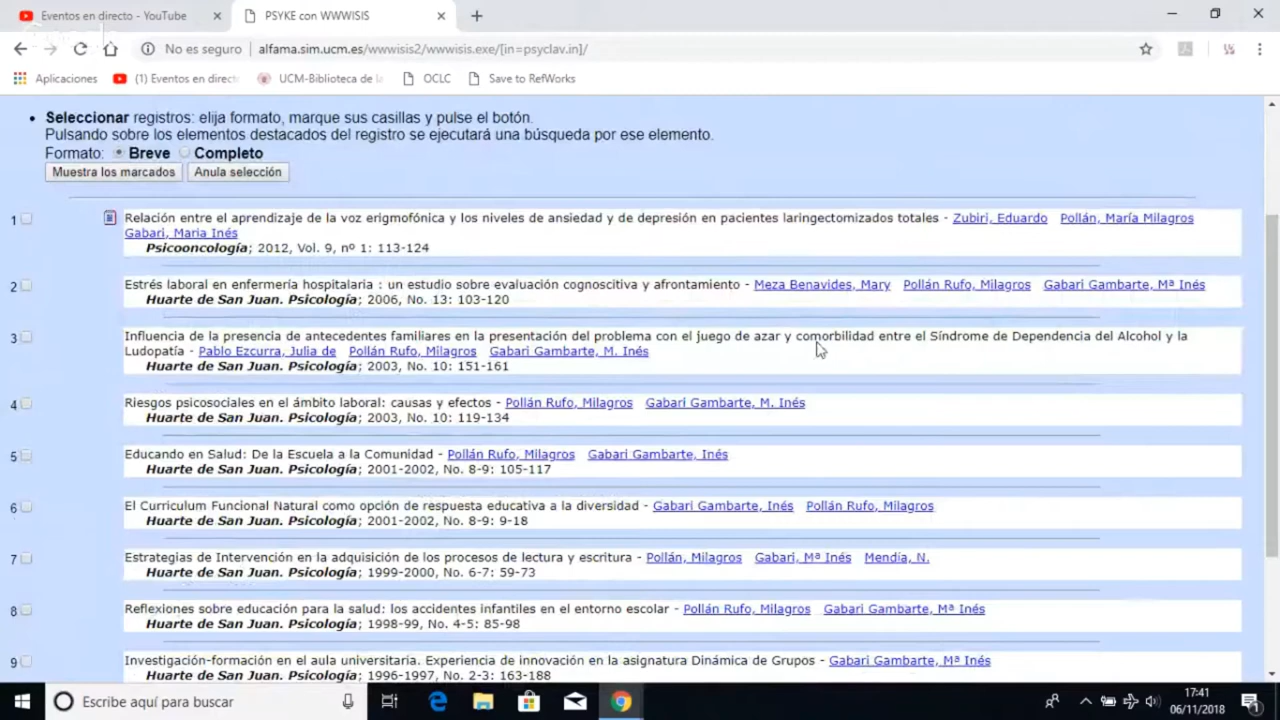 Eventos en directo - YouTube
PSYKE con WWWISIS
No es seguro
alfama.sim.ucm.es/wwwisis2/wwwisis.exe/[in=psyclav.in]/
Aplicaciones
(1) Eventos en direct
UCM-Biblioteca de l
OCLC
Save to RefWorks
• Seleccionar registros: elija formato, marque sus casillas y pulse el botón.
Pulsando sobre los elementos destacados del registro se ejecutará una búsqueda por ese elemento.
Formato: Breve Completo
Muestra los marcados Anula selección
1 Relación entre el aprendizaje de la voz erigmofónica y los niveles de ansiedad y de depresión en pacientes laringectomizados totales - Zubiri, Eduardo Pollán, María Milagros
Gabari, Maria Inés
Psicooncología; 2012, Vol. 9, nº 1: 113-124
2 Estrés laboral en enfermería hospitalaria : un estudio sobre evaluación cognoscitiva y afrontamiento - Meza Benavides, Mary Pollán Rufo, Milagros Gabari Gambarte, Mª Inés
Huarte de San Juan. Psicología; 2006, No. 13: 103-120
3 Influencia de la presencia de antecedentes familiares en la presentación del problema con el juego de azar y comorbilidad entre el Síndrome de Dependencia del Alcohol y la
Ludopatía - Pablo Ezcurra, Julia de Pollán Rufo, Milagros Gabari Gambarte, M. Inés
Huarte de San Juan. Psicología; 2003, No. 10: 151-161
4 Riesgos psicosociales en el ámbito laboral: causas y efectos - Pollán Rufo, Milagros Gabari Gambarte, M. Inés
Huarte de San Juan. Psicología; 2003, No. 10: 119-134
5 Educando en Salud: De la Escuela a la Comunidad - Pollán Rufo, Milagros Gabari Gambarte, Inés
Huarte de San Juan. Psicología; 2001-2002, No. 8-9: 105-117
6 El Curriculum Funcional Natural como opción de respuesta educativa a la diversidad - Gabari Gambarte, Inés Pollán Rufo, Milagros
Huarte de San Juan. Psicología; 2001-2002, No. 8-9: 9-18
7 Estrategias de Intervención en la adquisición de los procesos de lectura y escritura - Pollán, Milagros Gabari, Mª Inés Mendía, N.
Huarte de San Juan. Psicología; 1999-2000, No. 6-7: 59-73
8 Reflexiones sobre educación para la salud: los accidentes infantiles en el entorno escolar - Pollán Rufo, Milagros Gabari Gambarte, Mª Inés
Huarte de San Juan. Psicología; 1998-99, No. 4-5: 85-98
9 Investigación-formación en el aula universitaria. Experiencia de innovación en la asignatura Dinámica de Grupos - Gabari Gambarte, Mª Inés
Huarte de San Juan. Psicología; 1996-1997, No. 2-3: 163-188
Escribe aquí para buscar
17:41
06/11/2018
1